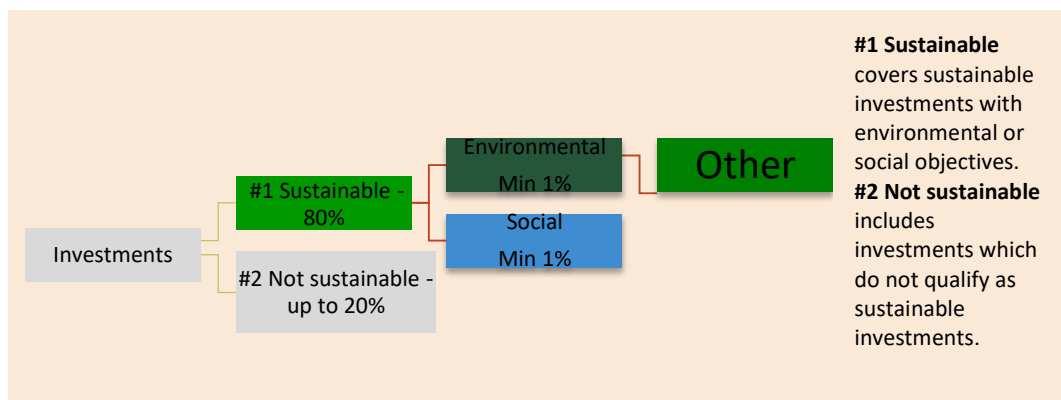 Investments
#1 Sustainable -
80%
#2 Not sustainable -
up to 20%
Environmental
Min 1%
Social
Min 1%
Other
#1 Sustainable
covers sustainable
investments with
environmental or
social objectives.
#2 Not sustainable
includes
investments which
do not qualify as
sustainable
investments.